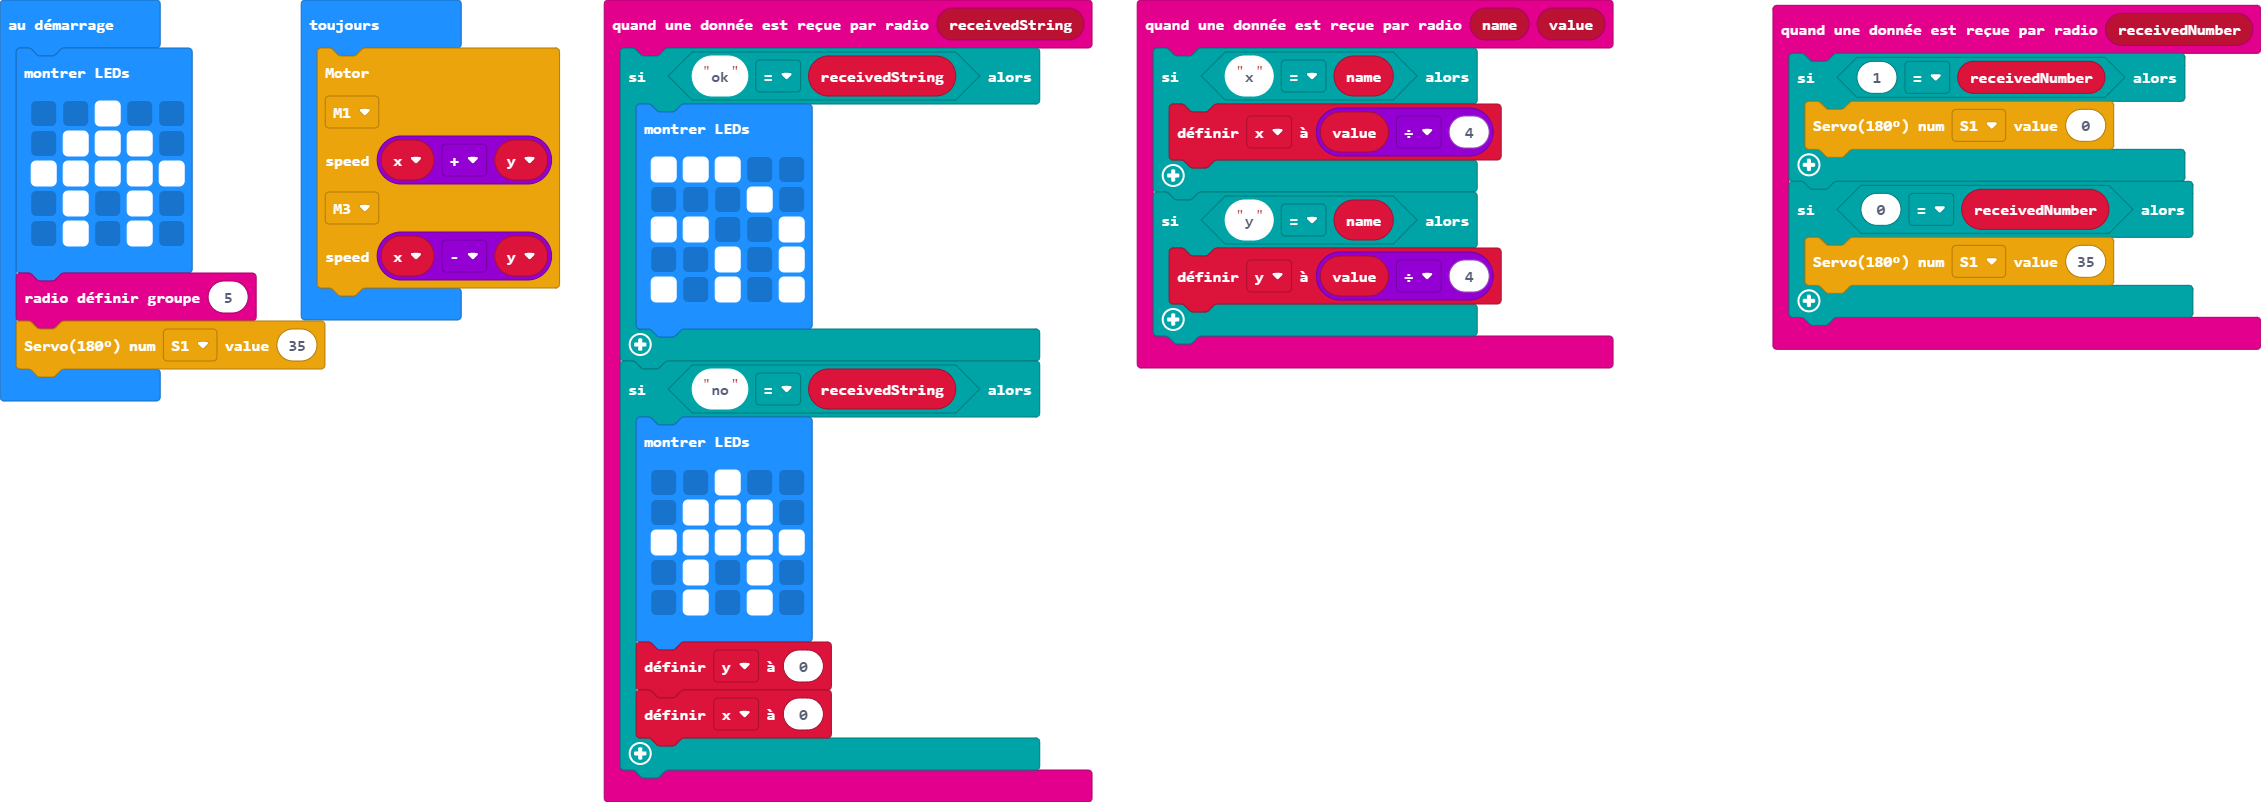 au démarrage
montrer LEDs
radio définir groupe 5
Servo(180°) num S1 value 35
toujours
Motor
M1
speed x + y
M3
speed x - y
quand une donnée est reçue par radio receivedString
si "ok" = receivedString alors
montrer LEDs
si "no" = receivedString alors
montrer LEDs
définir y à 0
définir x à 0
quand une donnée est reçue par radio name value
si "x" = name alors
définir x à value ÷ 4
si "y" = name alors
définir y à value ÷ 4
quand une donnée est reçue par radio receivedNumber
si 1 = receivedNumber alors
Servo(180°) num S1 value 0
si 0 = receivedNumber alors
Servo(180°) num S1 value 35